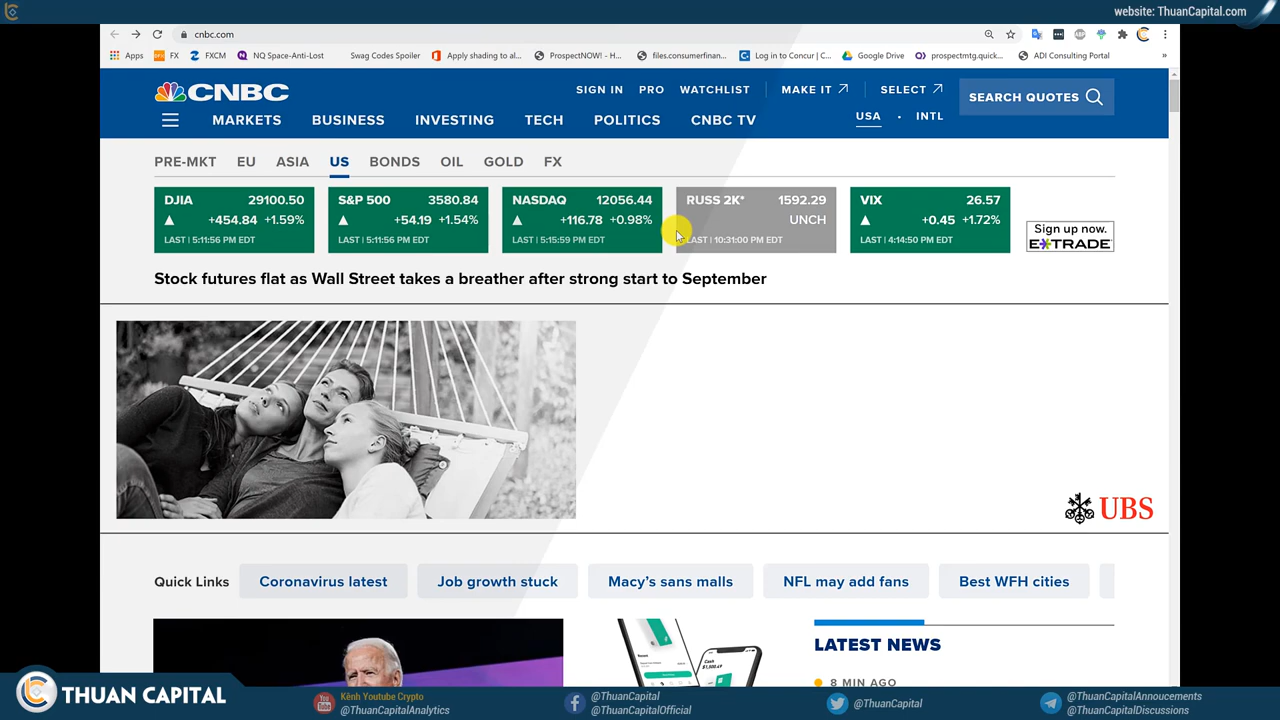 website: ThuanCapital.com
cnbc.com
Apps FX FXCM NQ Space-Anti-Lost Swag Codes Spoiler Apply shading to al... ProspectNOW! - H... files.consumerfinan... Log in to Concur | C... Google Drive prospectmtg.quick... ADI Consulting Portal »
CNBC
SIGN IN PRO WATCHLIST MAKE IT SELECT
SEARCH QUOTES
USA • INTL
MARKETS BUSINESS INVESTING TECH POLITICS CNBC TV
PRE-MKT EU ASIA US BONDS OIL GOLD FX
DJIA 29100.50
▲ +454.84 +1.59%
LAST | 5:11:56 PM EDT
S&P 500 3580.84
▲ +54.19 +1.54%
LAST | 5:11:56 PM EDT
NASDAQ 12056.44
▲ +116.78 +0.98%
LAST | 5:15:59 PM EDT
RUSS 2K* 1592.29
UNCH
LAST | 10:31:00 PM EDT
VIX 26.57
▲ +0.45 +1.72%
LAST | 4:14:50 PM EDT
Sign up now.
E*TRADE
Stock futures flat as Wall Street takes a breather after strong start to September
UBS
Quick Links Coronavirus latest Job growth stuck Macy's sans malls NFL may add fans Best WFH cities
LATEST NEWS
8 MIN AGO
THUAN CAPITAL
Kênh Youtube Crypto
@ThuanCapitalAnalytics
@ThuanCapital
@ThuanCapitalOfficial
@ThuanCapital
@ThuanCapitalAnnoucements
@ThuanCapitalDiscussions